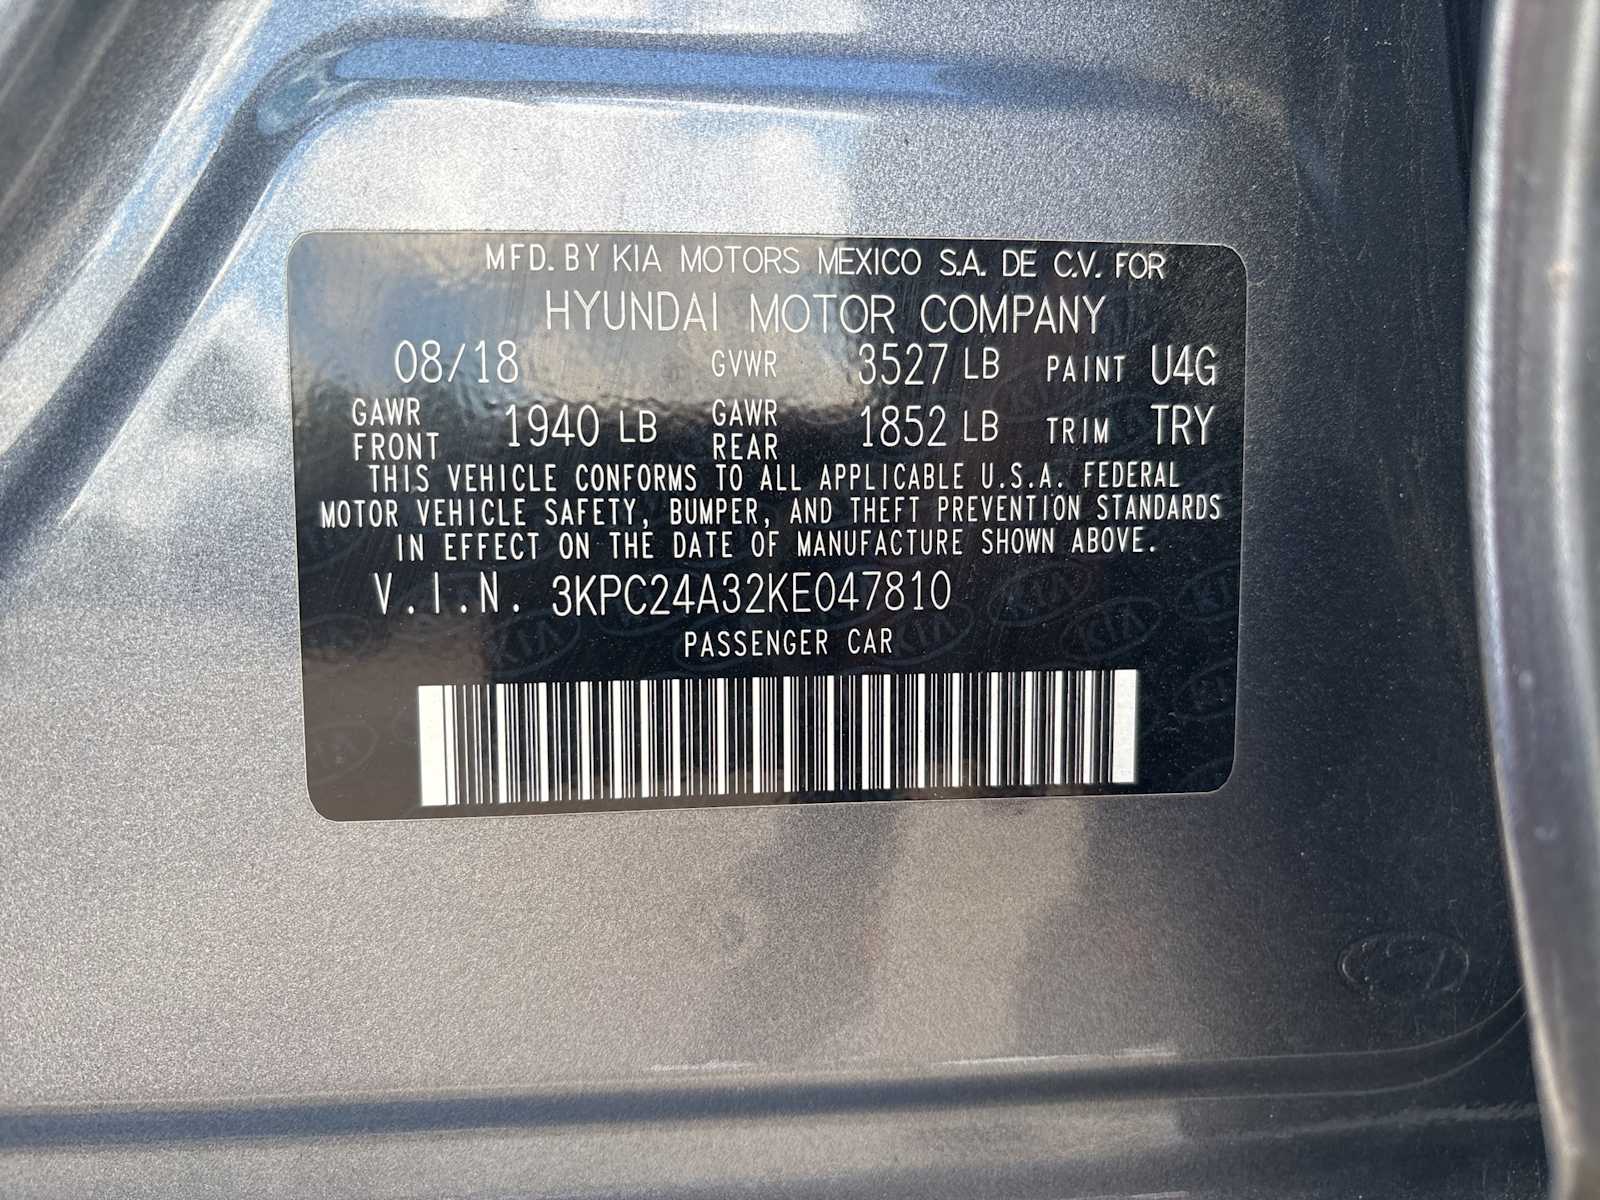 MFD. BY KIA MOTORS MEXICO S.A. DE C.V. FOR
HYUNDAI MOTOR COMPANY
08/18 GVWR 3527 LB PAINT U4G
GAWR FRONT 1940 LB GAWR REAR 1852 LB TRIM TRY
THIS VEHICLE CONFORMS TO ALL APPLICABLE U.S.A. FEDERAL
MOTOR VEHICLE SAFETY, BUMPER, AND THEFT PREVENTION STANDARDS
IN EFFECT ON THE DATE OF MANUFACTURE SHOWN ABOVE.
V.I.N. 3KPC24A32KE047810
PASSENGER CAR